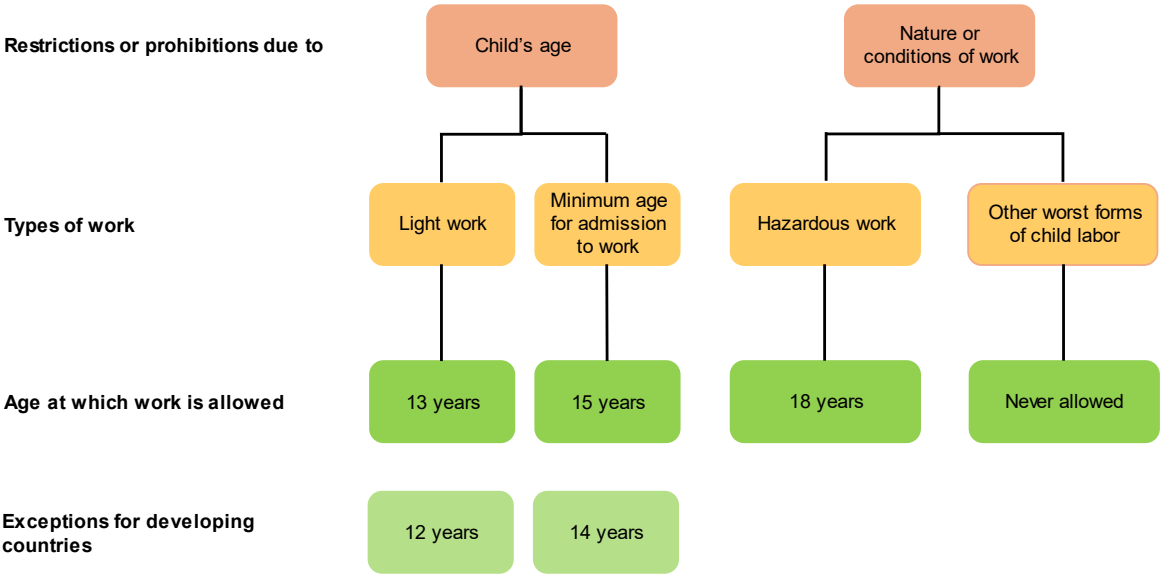 Restrictions or prohibitions due to
Child's age
Nature or
conditions of work
Types of work
Light work
Minimum age
for admission
to work
Hazardous work
Other worst forms
of child labor
Age at which work is allowed
13 years
15 years
18 years
Never allowed
Exceptions for developing
countries
12 years
14 years